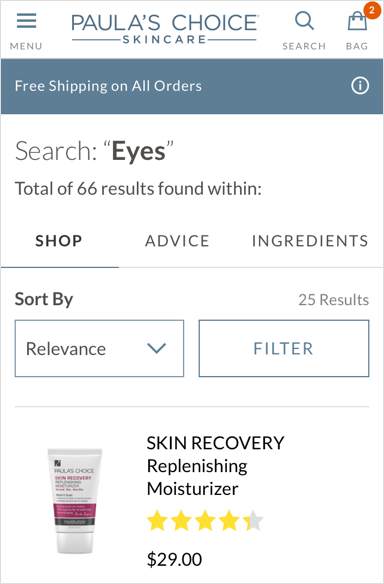 2
PAULA'S CHOICE
SKINCARE
MENU
SEARCH
BAG
Free Shipping on All Orders
Search: “Eyes”
Total of 66 results found within:
SHOP
ADVICE
INGREDIENTS
Sort By
25 Results
Relevance
FILTER
SKIN RECOVERY
Replenishing
Moisturizer
$29.00
PAULA'S CHOICE
SKIN RECOVERY
REPLENISHING
MOISTURIZER
moisturizer